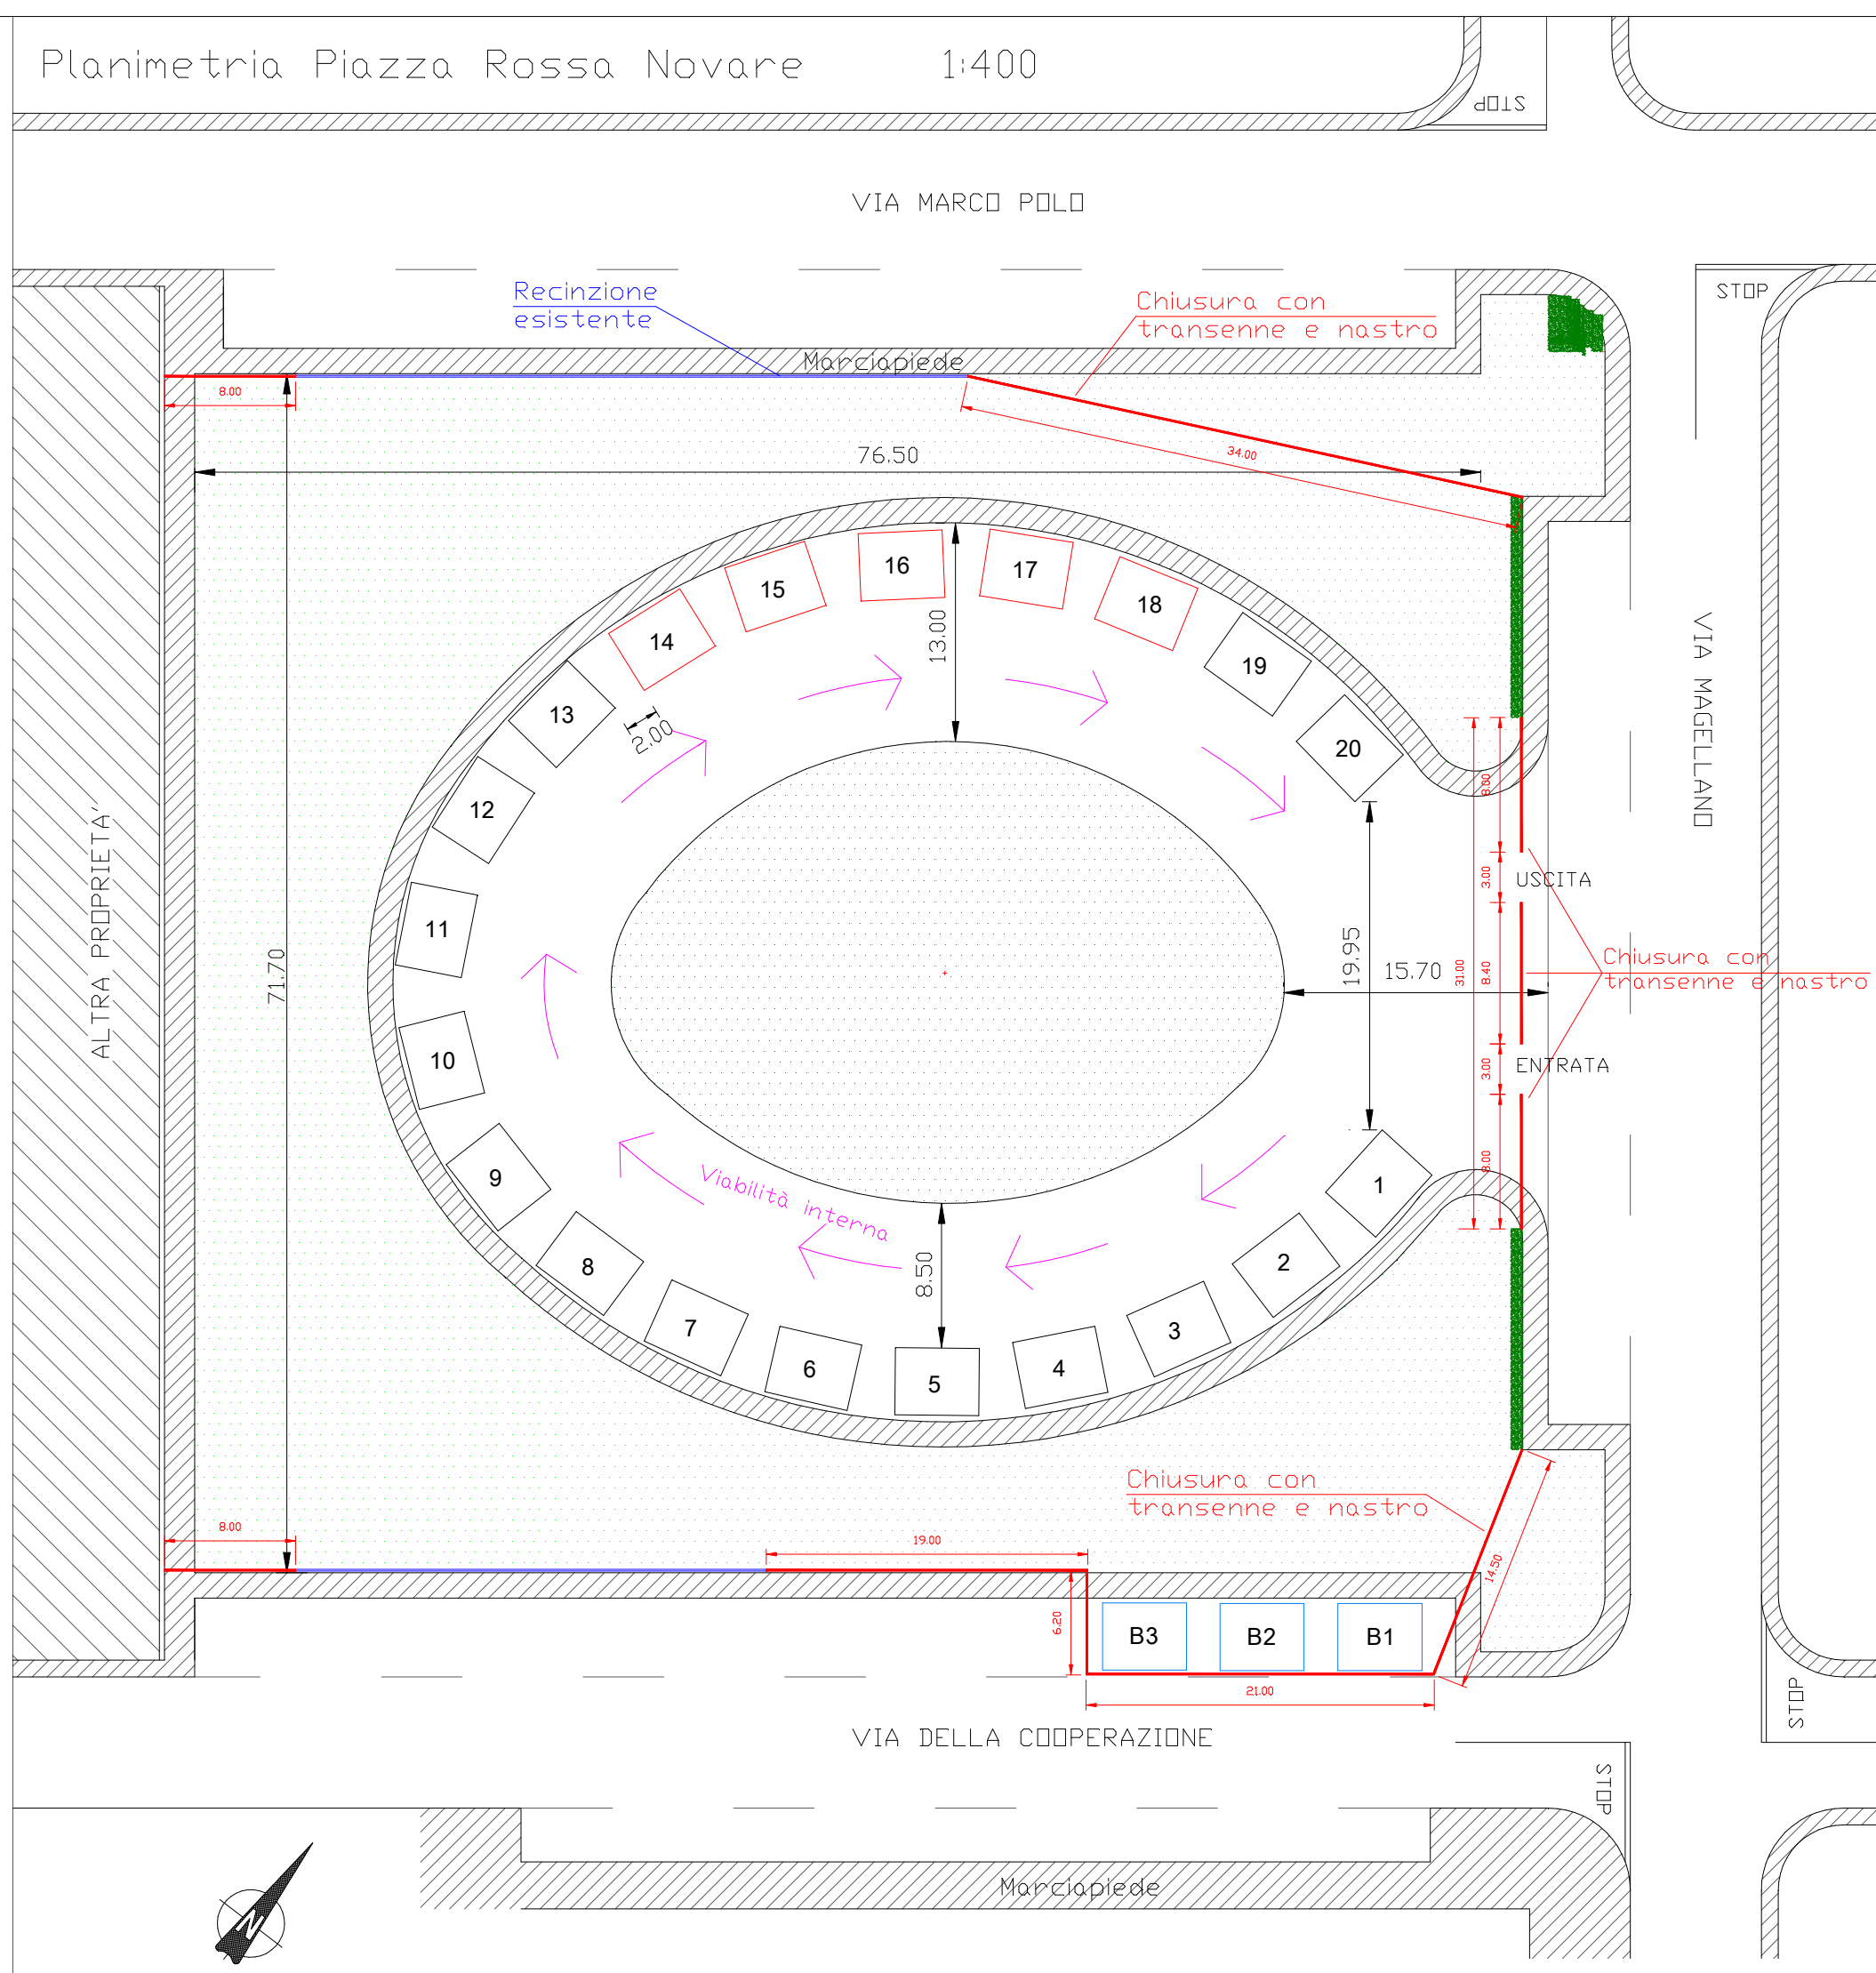 Planimetria Piazza Rossa Novare 1:400
STOP
VIA MARCO POLO
STOP
Recinzione
esistente
Chiusura con
transenne e nastro
Marciapiede
8.00
76.50
34.00
16
17
15
18
14
13.00
19
13
2.00
20
VIA MAGELLANO
12
8.00
ALTRA PROPRIETA'
3.00
USCITA
11
71.70
19.95
15.70
31.00
8.40
Chiusura con
transenne e nastro
10
3.00
ENTRATA
9
Viabilità interna
8.00
1
8
8.50
2
7
3
6
5
4
Chiusura con
transenne e nastro
8.00
19.00
14.50
6.20
B3
B2
B1
21.00
STOP
VIA DELLA COOPERAZIONE
STOP
Marciapiede
N